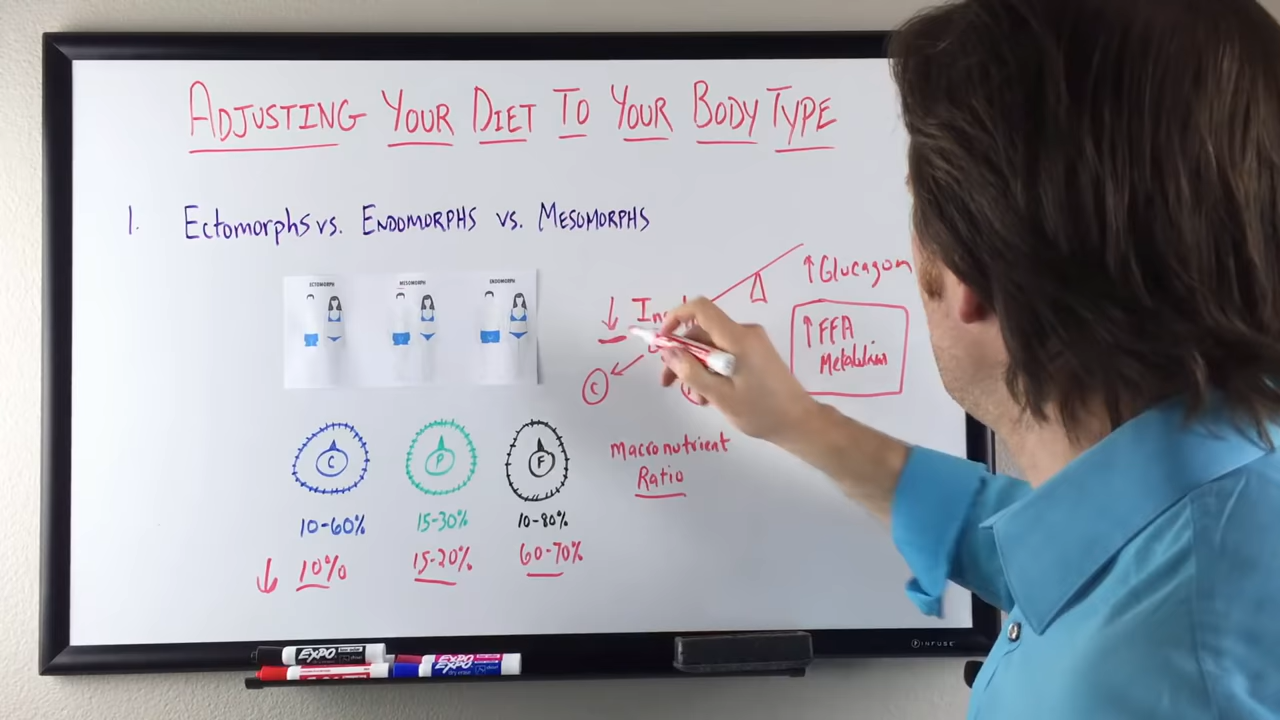 ADJUSTING YOUR DIET TO YOUR BODY TYPE
1. Ectomorphs vs. ENDOMORPHS vs. MESOMORPHS
ECTOMORPH MESOMORPH ENDOMORPH
↑ Glucagon
↓
↑ FFA
Metabolism
C
Macronutrient
Ratio
C P F
10-60% 15-30% 10-80%
↓ 10% 15-20% 60-70%
INFUSE
EXPO
EXPO